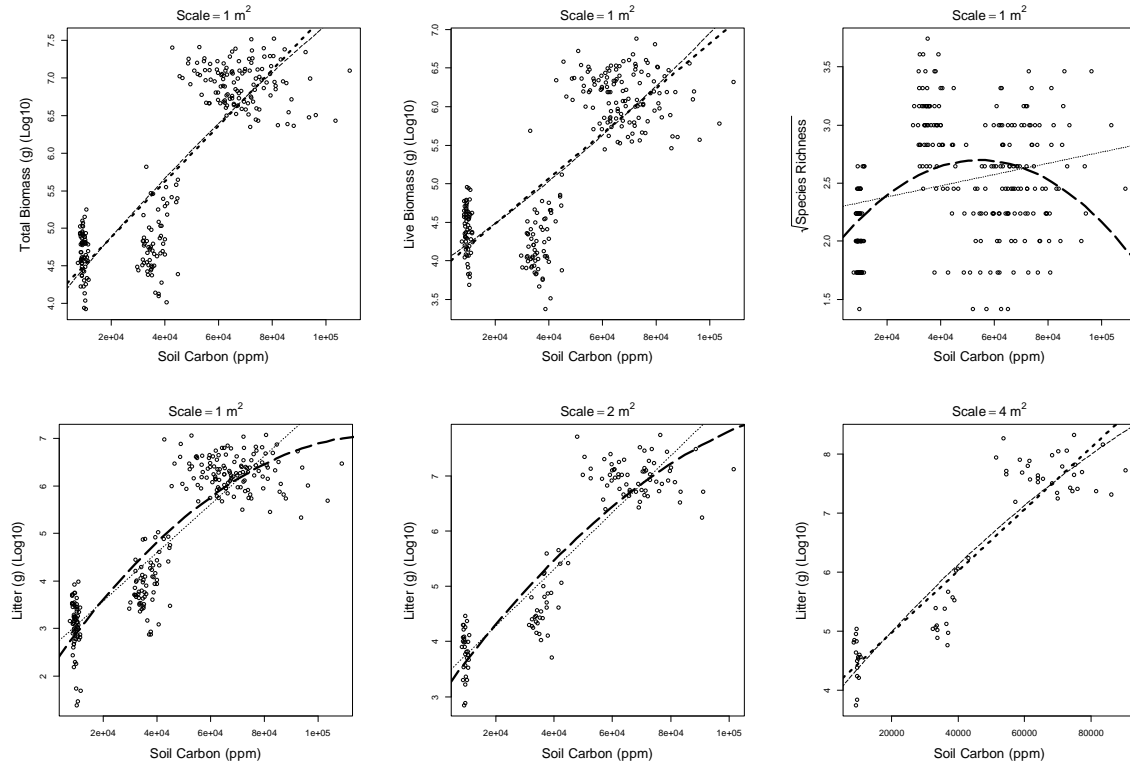 Scale = 1 m²
Total Biomass (g) (Log10)
7.5
7.0
6.5
6.0
5.5
5.0
4.5
4.0
2e+04 4e+04 6e+04 8e+04 1e+05
Soil Carbon (ppm)
Scale = 1 m²
Live Biomass (g) (Log10)
7.0
6.5
6.0
5.5
5.0
4.5
4.0
3.5
2e+04 4e+04 6e+04 8e+04 1e+05
Soil Carbon (ppm)
Scale = 1 m²
√Species Richness
3.5
3.0
2.5
2.0
1.5
2e+04 4e+04 6e+04 8e+04 1e+05
Soil Carbon (ppm)
Scale = 1 m²
Litter (g) (Log10)
7
6
5
4
3
2
2e+04 4e+04 6e+04 8e+04 1e+05
Soil Carbon (ppm)
Scale = 2 m²
Litter (g) (Log10)
7
6
5
4
3
2e+04 4e+04 6e+04 8e+04 1e+05
Soil Carbon (ppm)
Scale = 4 m²
Litter (g) (Log10)
8
7
6
5
4
20000 40000 60000 80000
Soil Carbon (ppm)